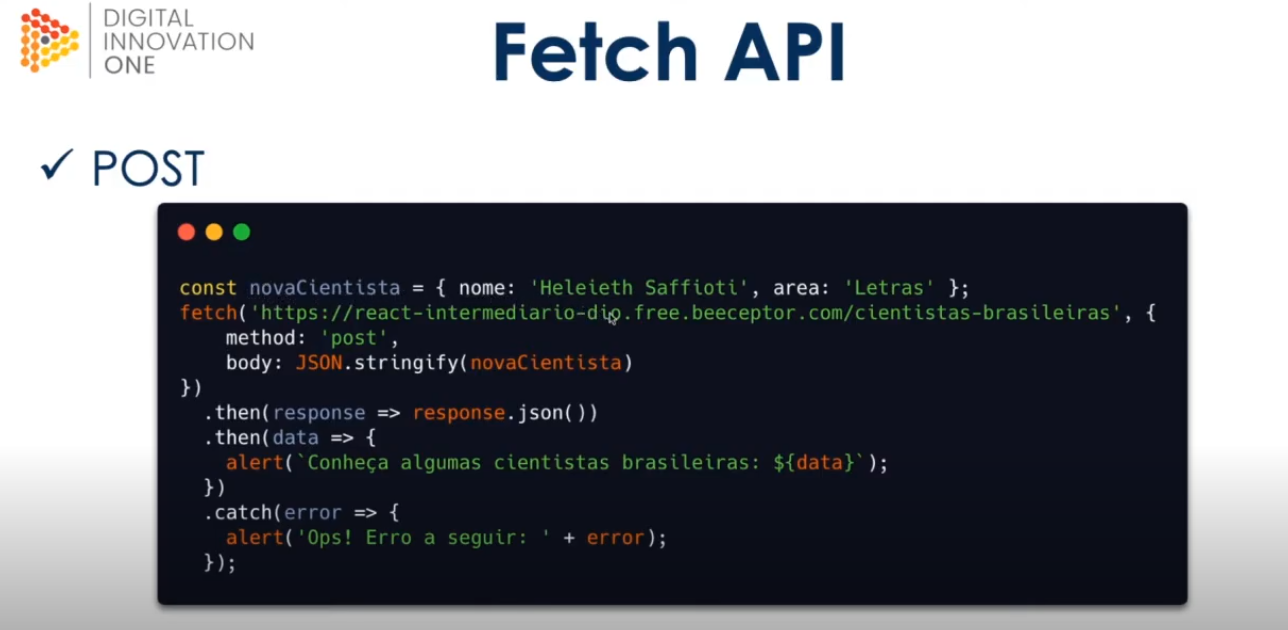 DIGITAL
INNOVATION
ONE
Fetch API
✓ POST
const novaCientista = { nome: 'Heleieth Saffioti', area: 'Letras' };
fetch('https://react-intermediario-dio.free.beeceptor.com/cientistas-brasileiras', {
    method: 'post',
    body: JSON.stringify(novaCientista)
})
  .then(response => response.json())
  .then(data => {
    alert(`Conheça algumas cientistas brasileiras: ${data}`);
  })
  .catch(error => {
    alert('Ops! Erro a seguir: ' + error);
  });